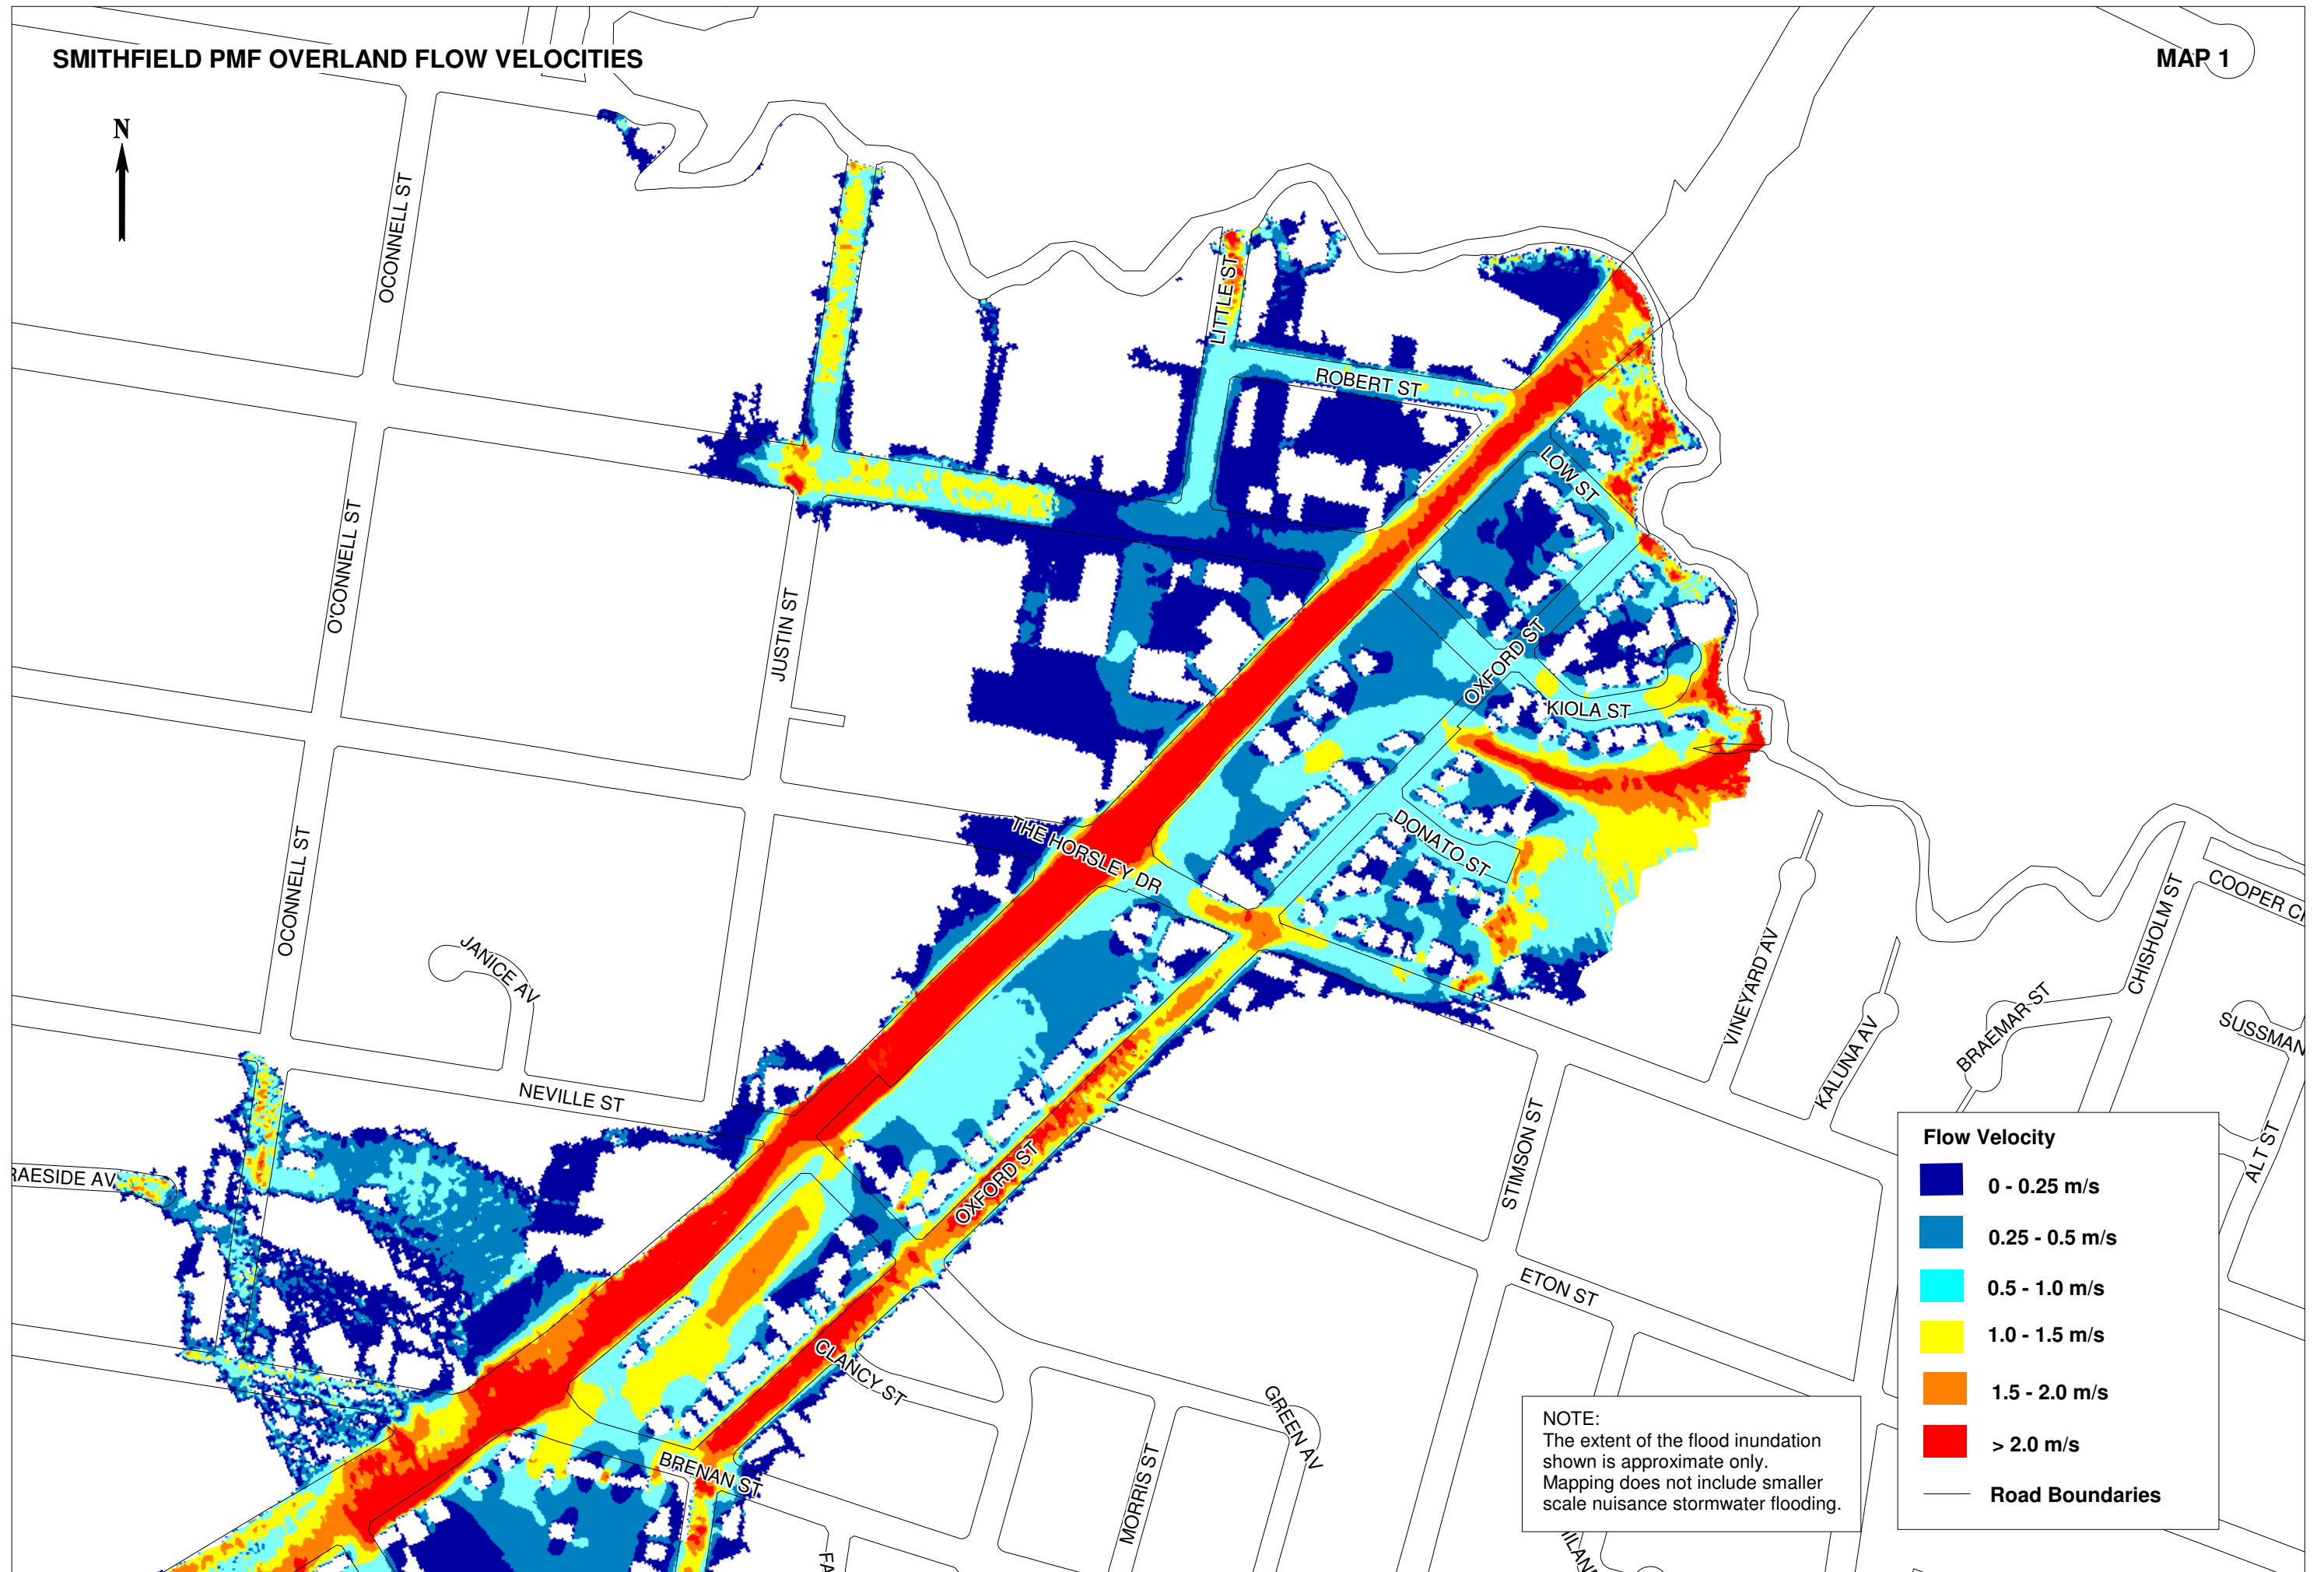 SMITHFIELD PMF OVERLAND FLOW VELOCITIES
MAP 1
N
OCONNELL ST
LITTLE ST
ROBERT ST
LOW ST
O'CONNELL ST
JUSTIN ST
OXFORD ST
KIOLA ST
THE HORSLEY DR
DONATO ST
OCONNELL ST
JANICE AV
VINEYARD AV
KALUNA AV
BRAEMAR ST
CHISHOLM ST
COOPER
SUSSMAN
NEVILLE ST
RAESIDE AV
OXFORD ST
STIMSON ST
ALT ST
ETON ST
CLANCY ST
GREEN AV
BRENAN ST
MORRIS ST
FA
Flow Velocity
0 - 0.25 m/s
0.25 - 0.5 m/s
0.5 - 1.0 m/s
1.0 - 1.5 m/s
1.5 - 2.0 m/s
> 2.0 m/s
Road Boundaries
NOTE:
The extent of the flood inundation
shown is approximate only.
Mapping does not include smaller
scale nuisance stormwater flooding.